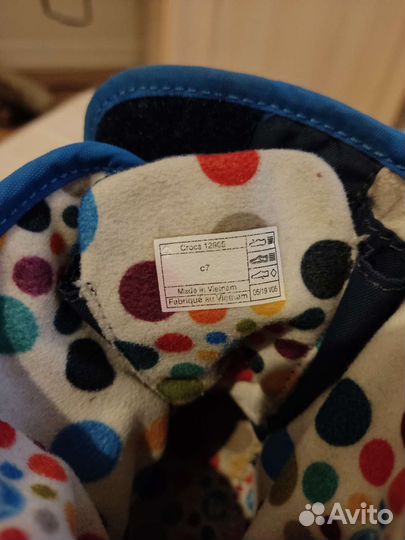 Crocs 12905
c7
Made in Vietnam
Fabriqué au Vietnam
05/19 V05
Avito